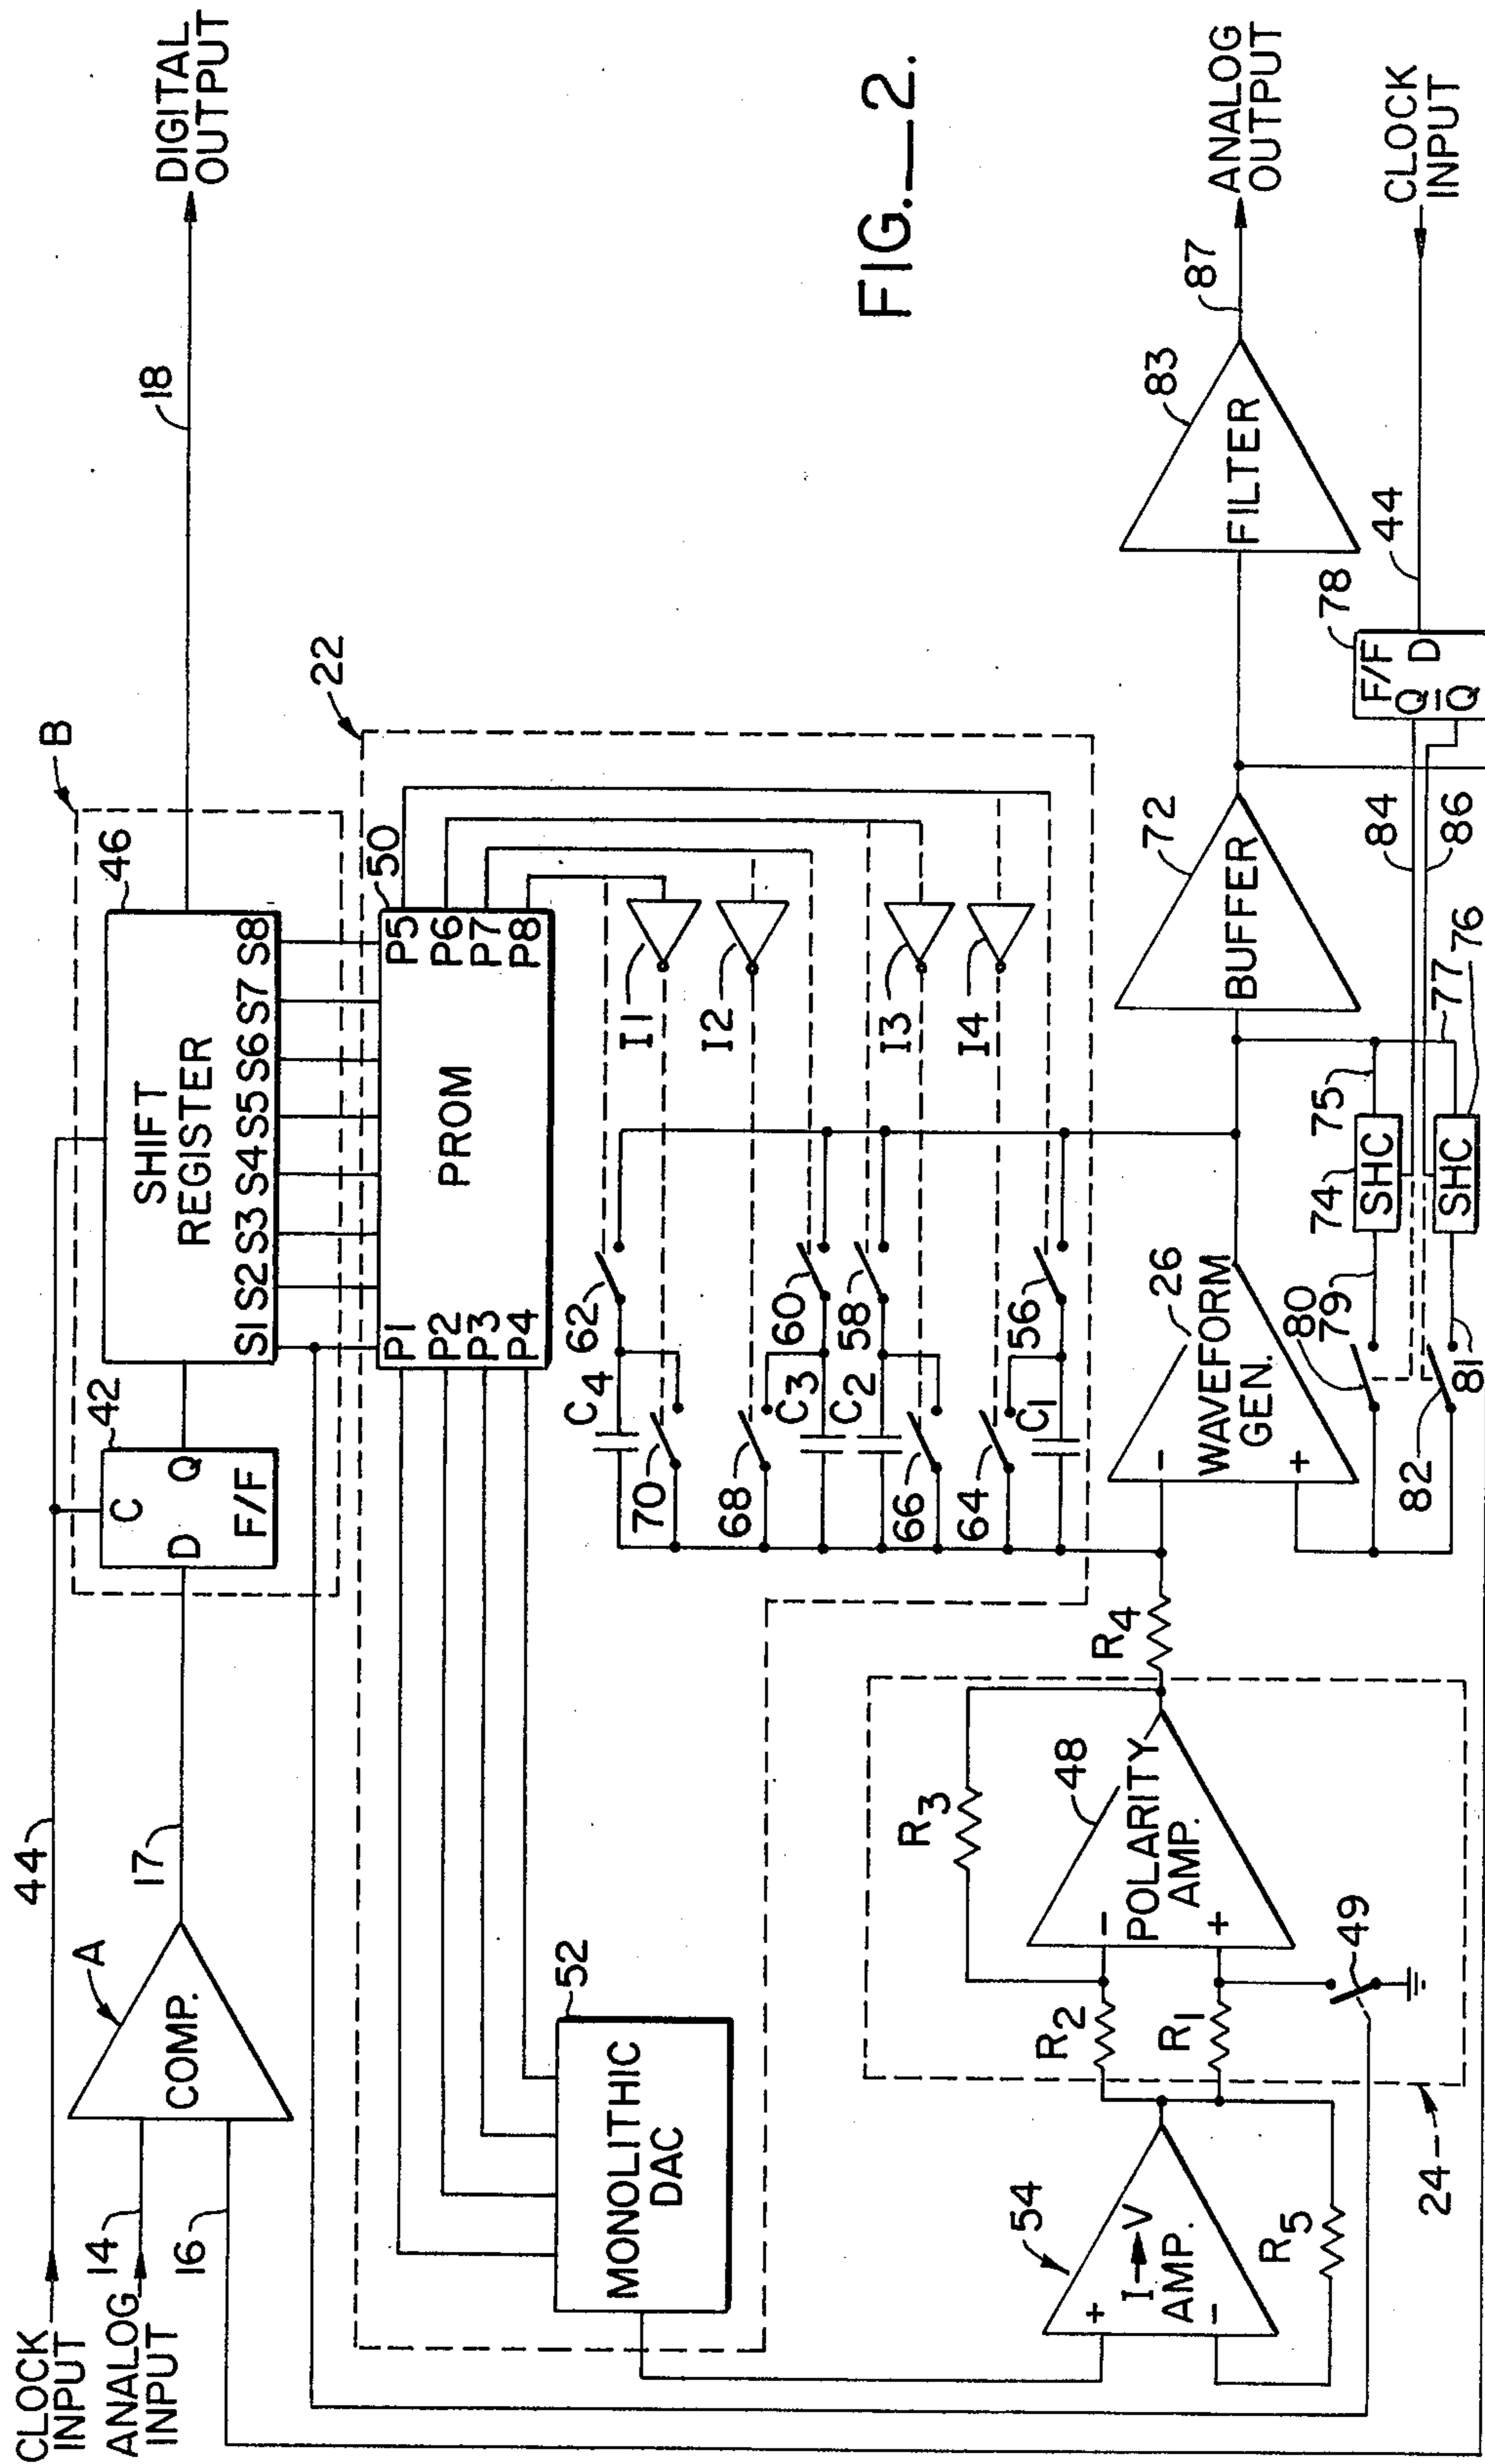 CLOCK
INPUT
44
ANALOG
INPUT
14
16
A
COMP.
17
B
42
C
D
Q
F/F
46
SHIFT
REGISTER
S1 S2 S3 S4 S5 S6 S7 S8
18
DIGITAL
OUTPUT
22
50
PROM
P1
P2
P3
P4
P5
P6
P7
P8
52
MONOLITHIC
DAC
C4
62
70
I1
68
I2
C3
60
C2
58
66
I3
64
I4
C1
56
FIG.—2.
54
I→V
AMP.
+
-
R5
24
R2
R1
R3
48
POLARITY
AMP.
-
+
49
R4
26
WAVEFORM
GEN.
-
+
72
BUFFER
83
FILTER
87
ANALOG
OUTPUT
80
79
74
SHC
75
77
76
SHC
82
81
84
86
78
F/F
Q
D
Q̅
44
CLOCK
INPUT